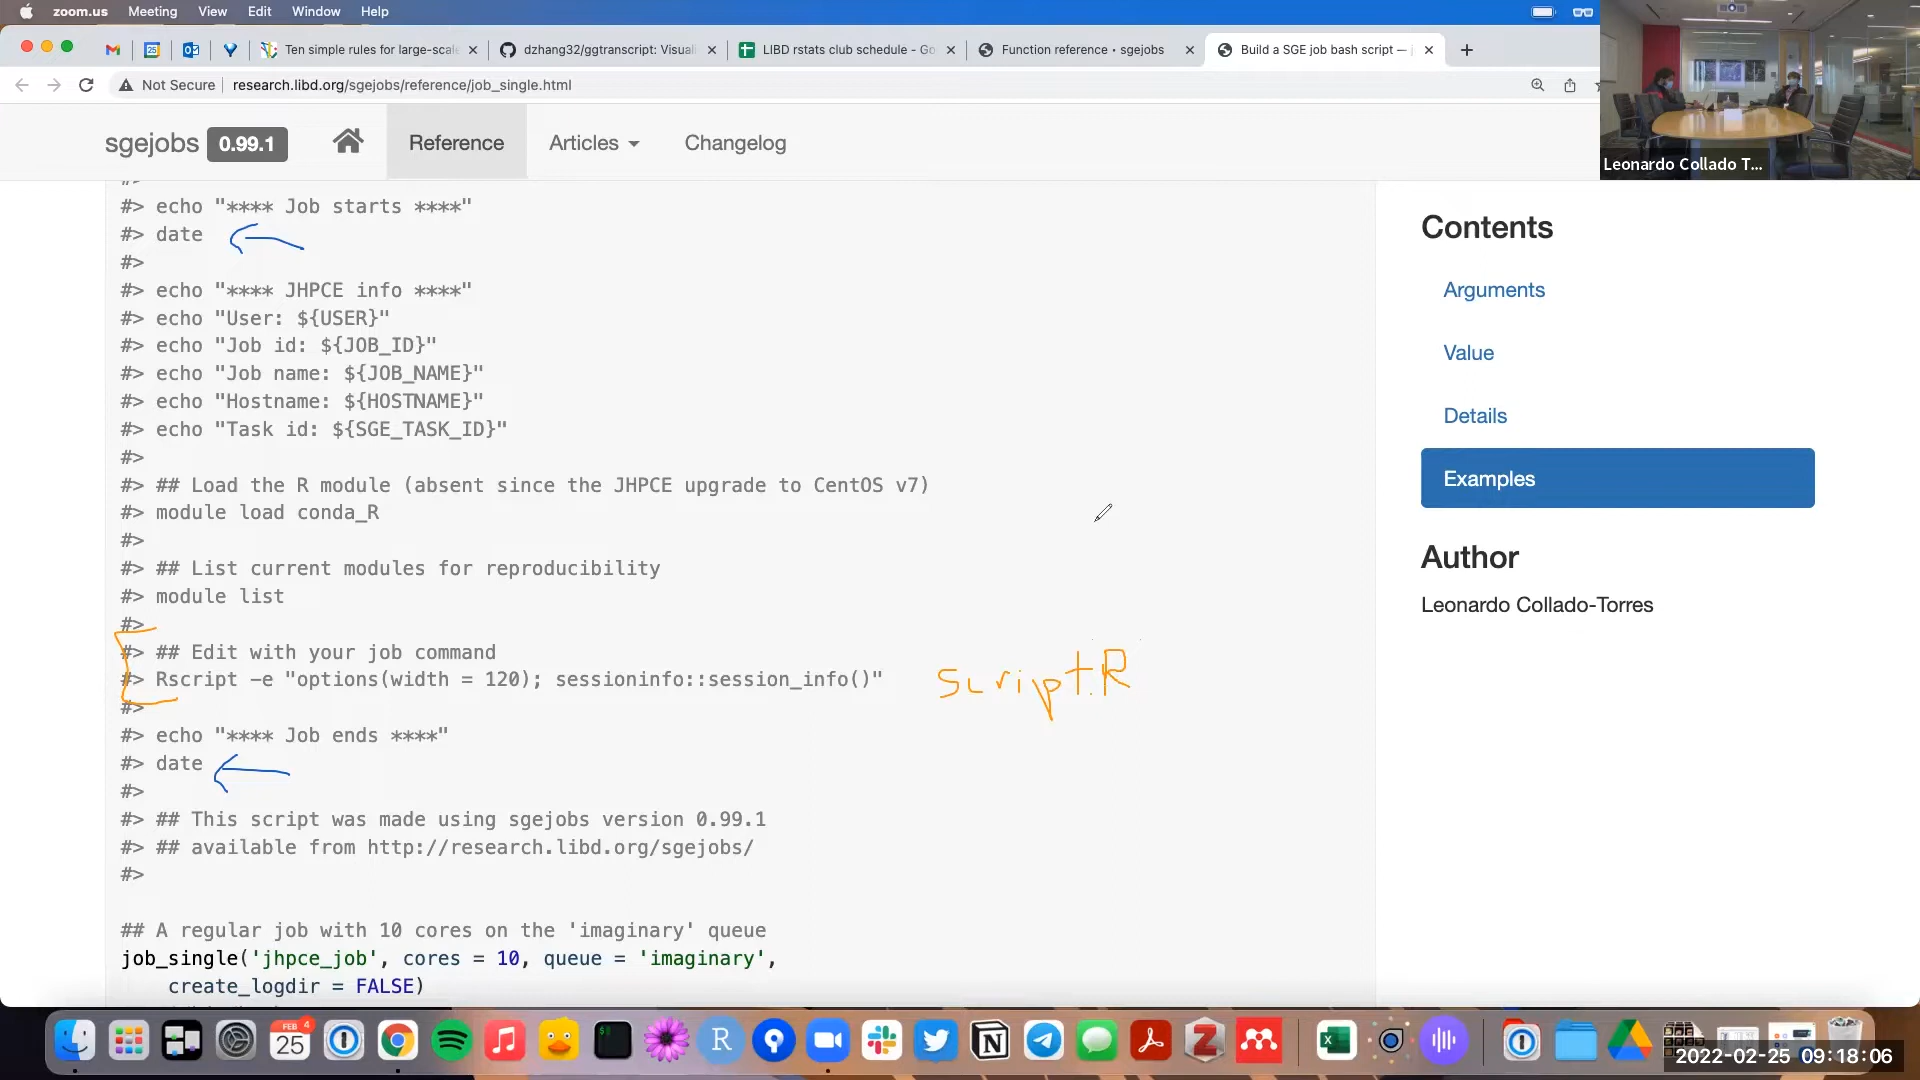 zoom.us Meeting View Edit Window Help
Ten simple rules for large-scale
dzhang32/ggtranscript: Visuali
LIBD rstats club schedule - Go
Function reference • sgejobs
Build a SGE job bash script — j
Not Secure research.libd.org/sgejobs/reference/job_single.html
Leonardo Collado T...
sgejobs 0.99.1 Reference Articles Changelog
#> echo "**** Job starts ****"
#> date
#>
#> echo "**** JHPCE info ****"
#> echo "User: ${USER}"
#> echo "Job id: ${JOB_ID}"
#> echo "Job name: ${JOB_NAME}"
#> echo "Hostname: ${HOSTNAME}"
#> echo "Task id: ${SGE_TASK_ID}"
#>
#> ## Load the R module (absent since the JHPCE upgrade to CentOS v7)
#> module load conda_R
#>
#> ## List current modules for reproducibility
#> module list
#>
#> ## Edit with your job command
#> Rscript -e "options(width = 120); sessioninfo::session_info()"
script.R
#>
#> echo "**** Job ends ****"
#> date
#>
#> ## This script was made using sgejobs version 0.99.1
#> ## available from http://research.libd.org/sgejobs/
#>
## A regular job with 10 cores on the 'imaginary' queue
job_single('jhpce_job', cores = 10, queue = 'imaginary',
create_logdir = FALSE)
Contents
Arguments
Value
Details
Examples
Author
Leonardo Collado-Torres
FEB 4
25
2022-02-25 09:18:06